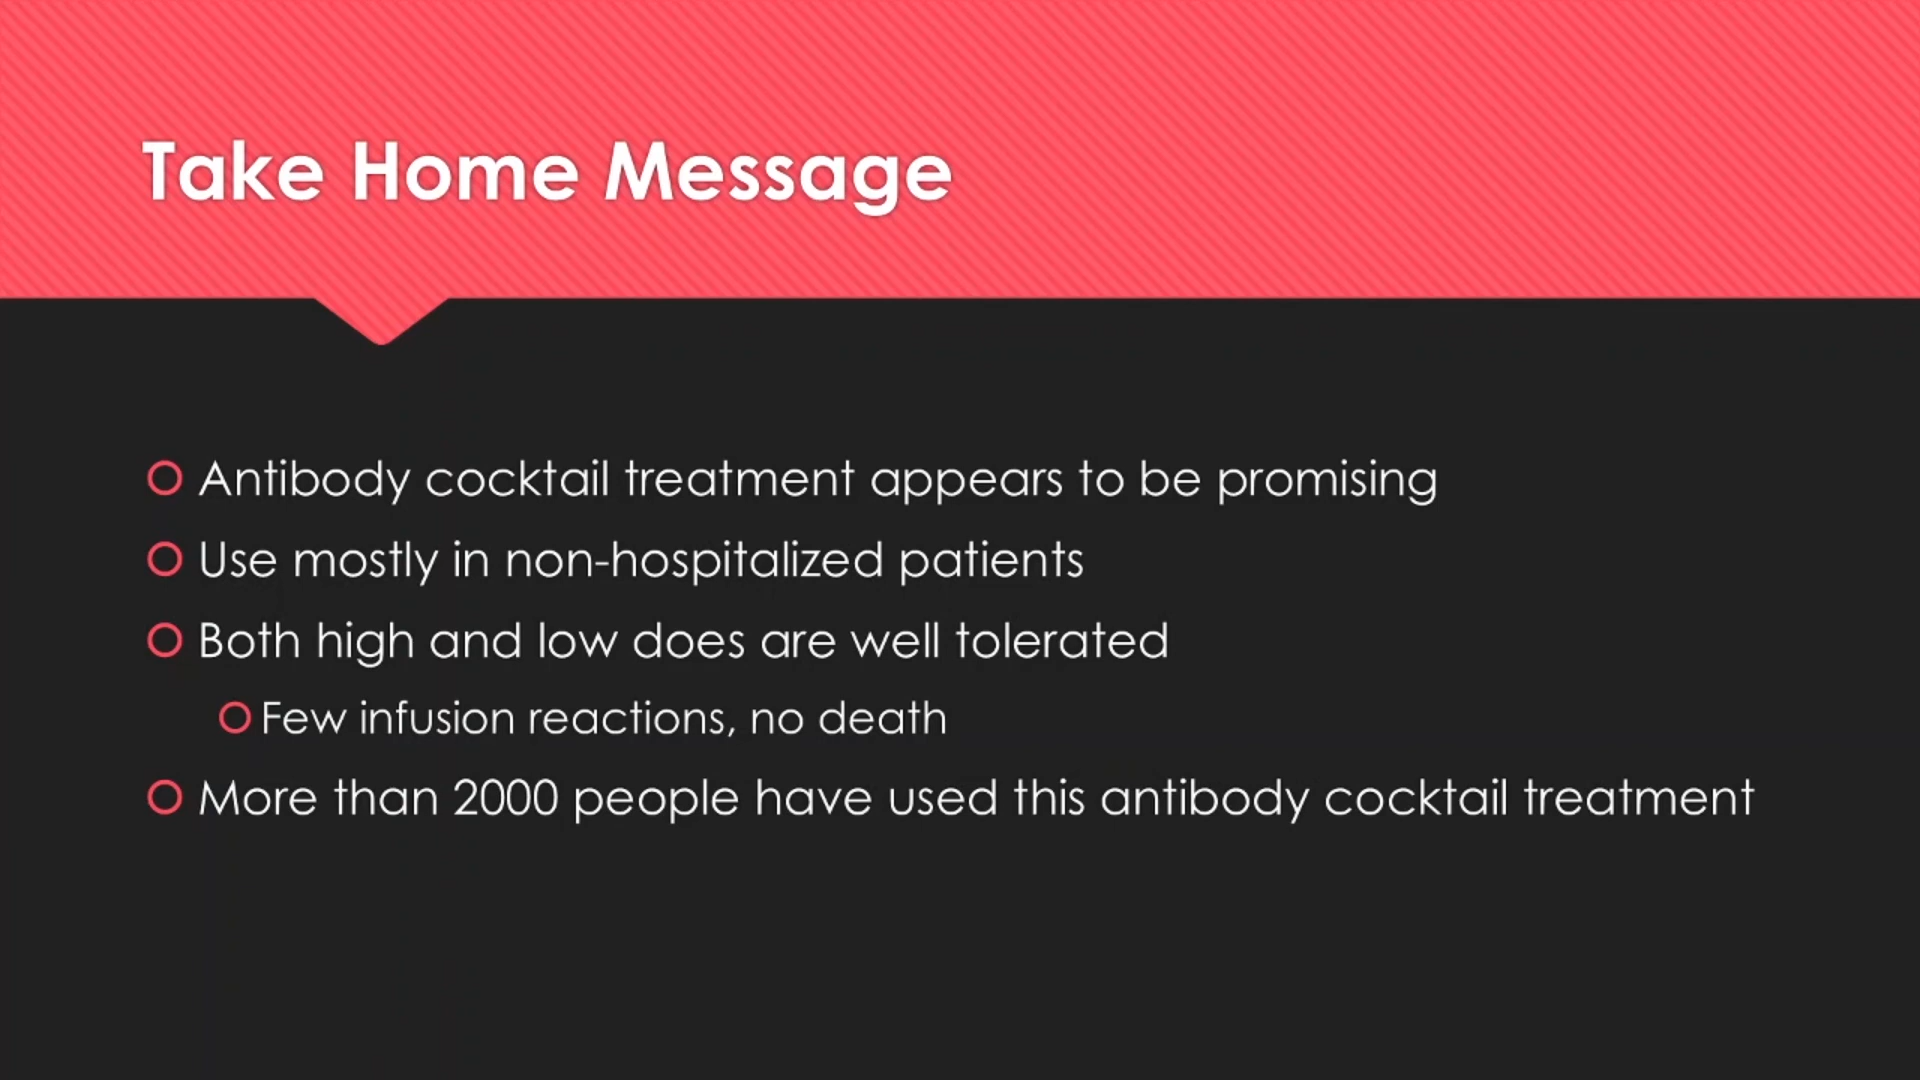 Take Home Message
Antibody cocktail treatment appears to be promising
Use mostly in non-hospitalized patients
Both high and low does are well tolerated
Few infusion reactions, no death
More than 2000 people have used this antibody cocktail treatment